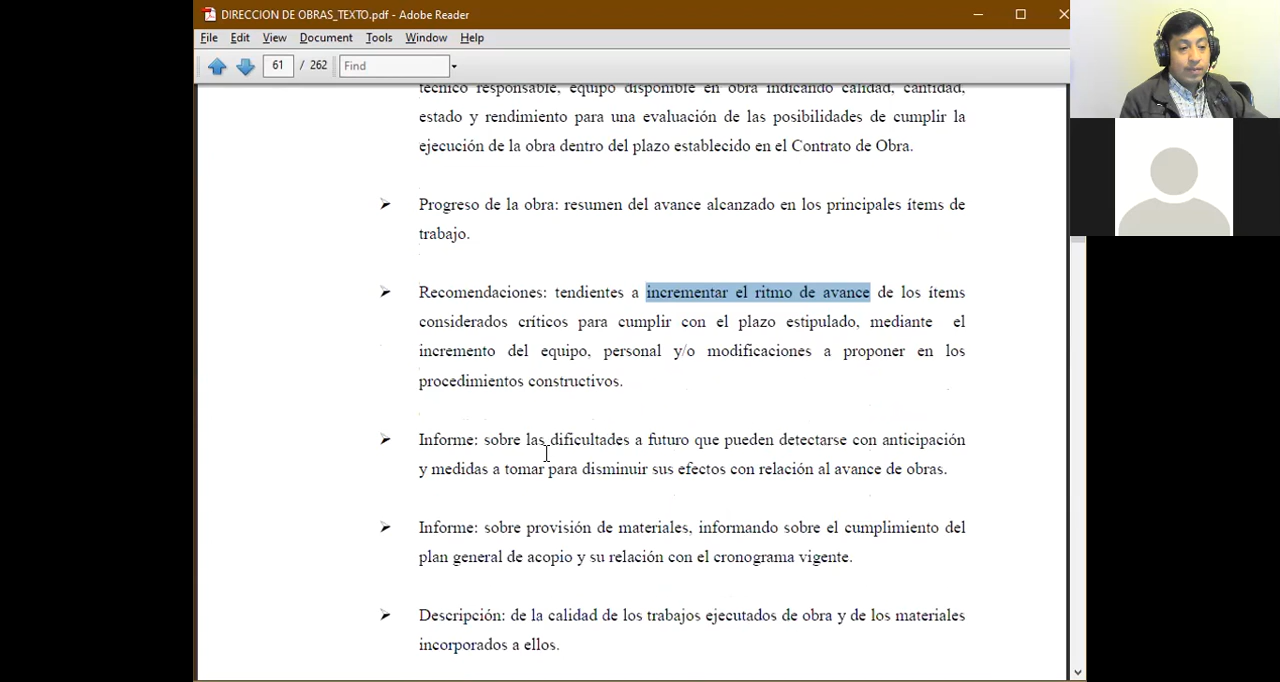 DIRECCION DE OBRAS_TEXTO.pdf - Adobe Reader
File Edit View Document Tools Window Help
61 / 262 Find
técnico responsable, equipo disponible en obra indicando calidad, cantidad,
estado y rendimiento para una evaluación de las posibilidades de cumplir la
ejecución de la obra dentro del plazo establecido en el Contrato de Obra.
➢ Progreso de la obra: resumen del avance alcanzado en los principales ítems de
trabajo.
➢ Recomendaciones: tendientes a incrementar el ritmo de avance de los ítems
considerados críticos para cumplir con el plazo estipulado, mediante el
incremento del equipo, personal y/o modificaciones a proponer en los
procedimientos constructivos.
➢ Informe: sobre las dificultades a futuro que pueden detectarse con anticipación
y medidas a tomar para disminuir sus efectos con relación al avance de obras.
➢ Informe: sobre provisión de materiales, informando sobre el cumplimiento del
plan general de acopio y su relación con el cronograma vigente.
➢ Descripción: de la calidad de los trabajos ejecutados de obra y de los materiales
incorporados a ellos.